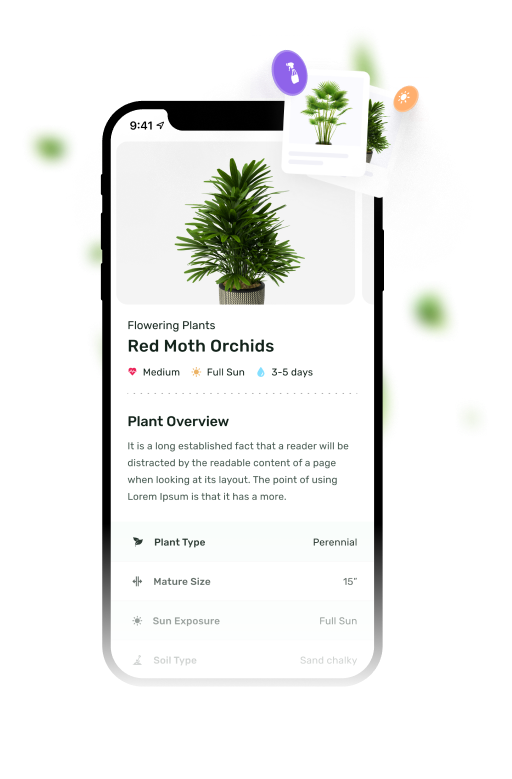 9:41
Flowering Plants
Red Moth Orchids
Medium Full Sun 3-5 days
Plant Overview
It is a long established fact that a reader will be
distracted by the readable content of a page
when looking at its layout. The point of using
Lorem Ipsum is that it has a more.
Plant Type Perennial
Mature Size 15”
Sun Exposure Full Sun
Soil Type Sand chalky